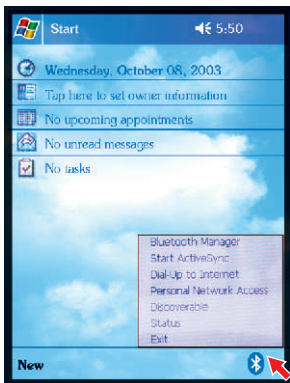 Start
5:50
Wednesday, October 08, 2003
Tap here to set owner information
No upcoming appointments
No unread messages
No tasks
Bluetooth Manager
Start ActiveSync
Dial-Up to Internet
Personal Network Access
Discoverable
Status
Exit
New